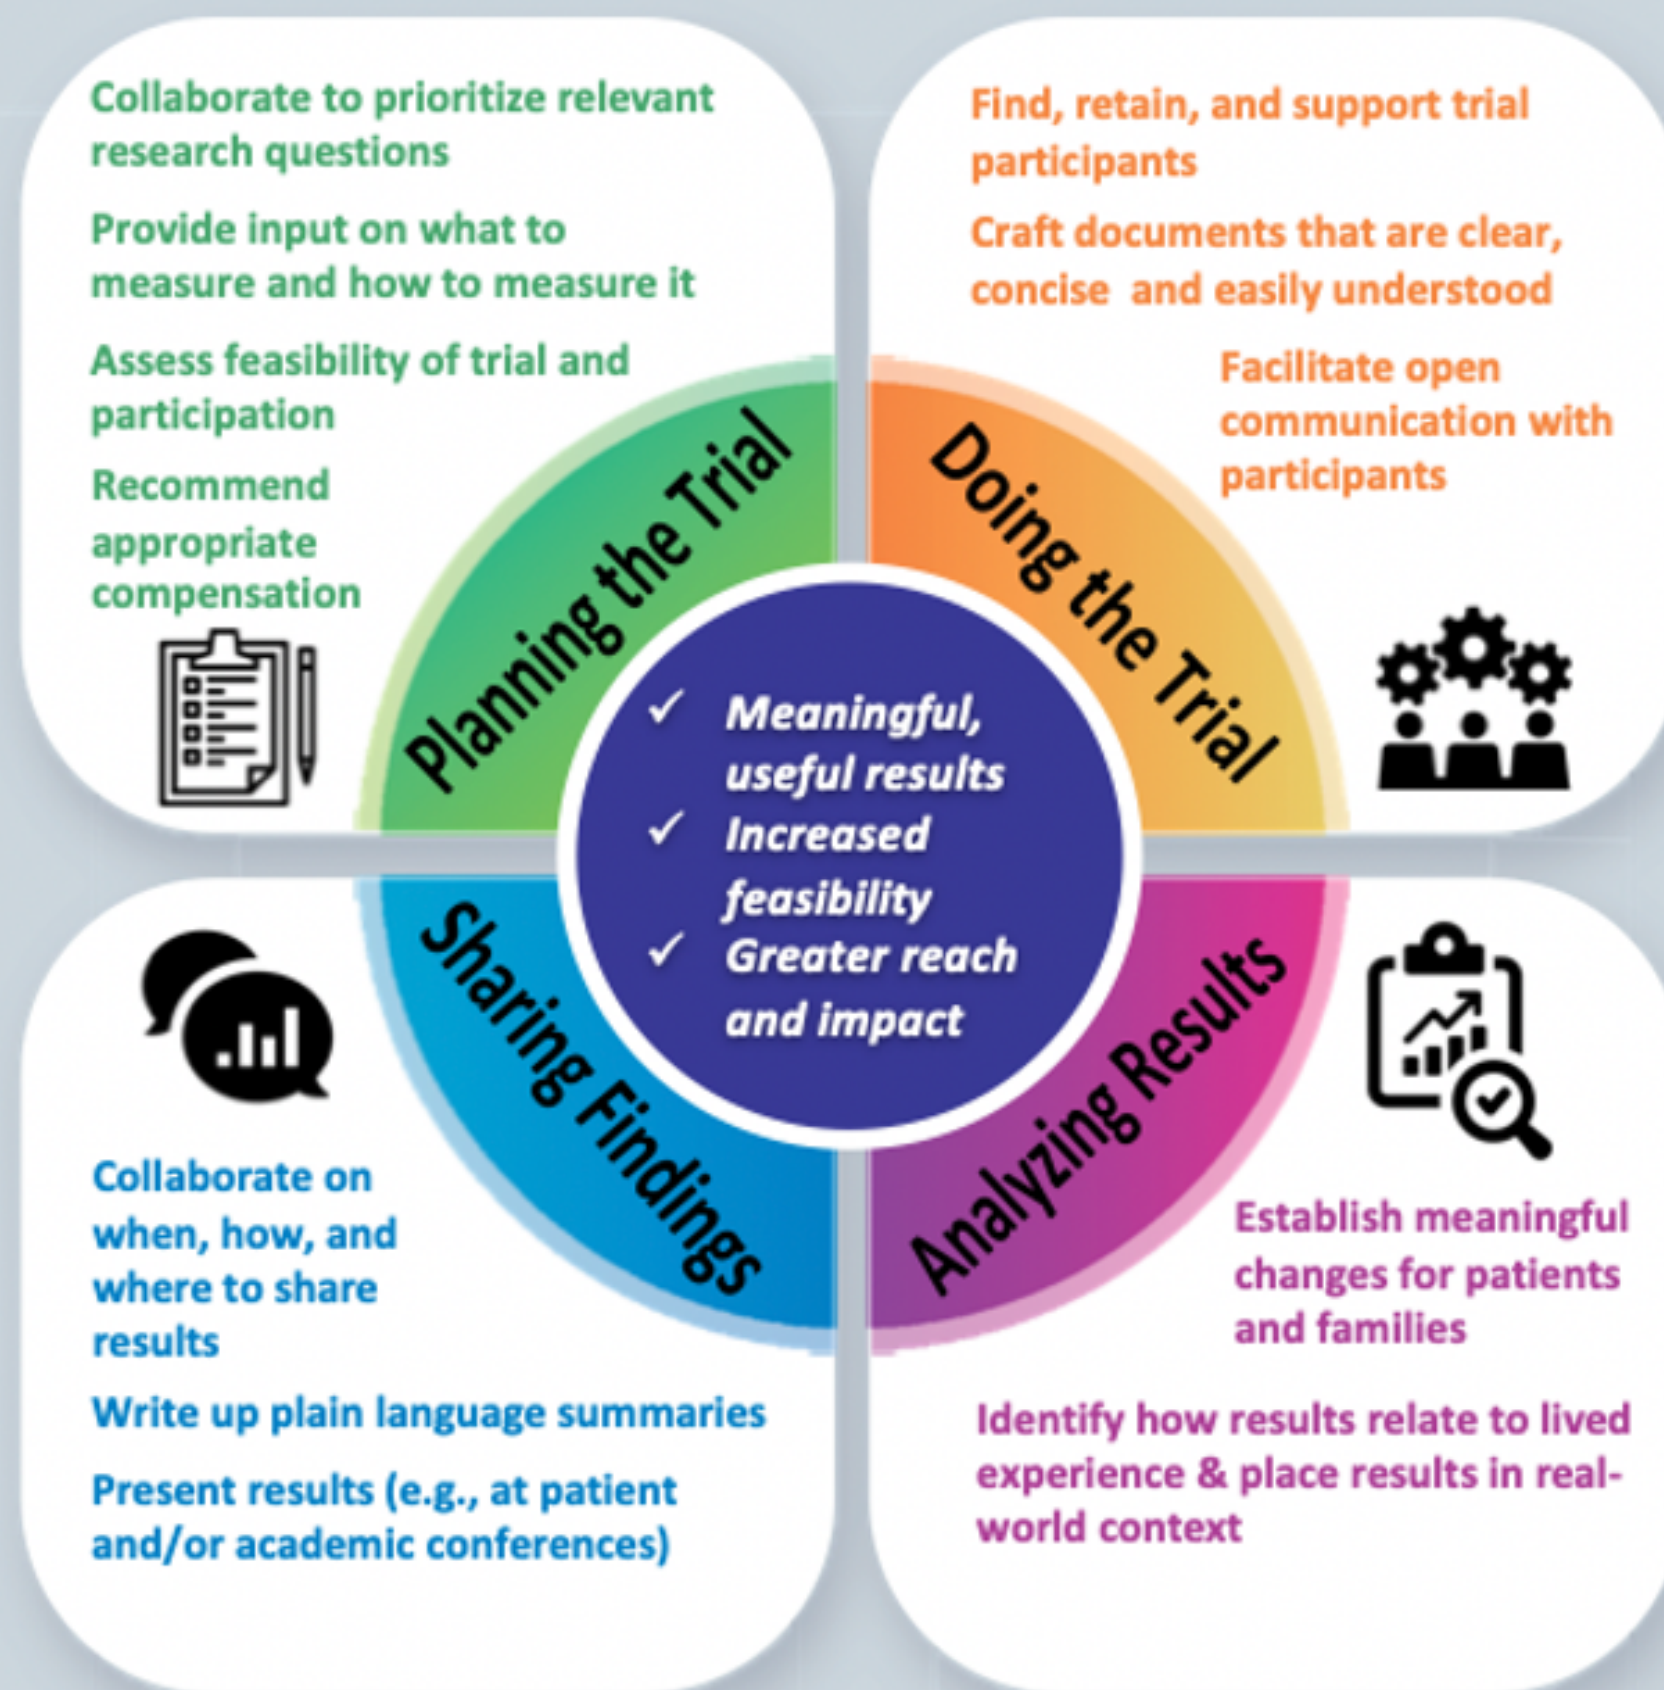 Collaborate to prioritize relevant
research questions
Provide input on what to
measure and how to measure it
Assess feasibility of trial and
participation
Recommend
appropriate
compensation
Planning the Trial
Find, retain, and support trial
participants
Craft documents that are clear,
concise and easily understood
Facilitate open
communication with
participants
Doing the Trial
✓ Meaningful,
useful results
✓ Increased
feasibility
✓ Greater reach
and impact
Sharing Findings
Collaborate on
when, how, and
where to share
results
Write up plain language summaries
Present results (e.g., at patient
and/or academic conferences)
Analyzing Results
Establish meaningful
changes for patients
and families
Identify how results relate to lived
experience & place results in real-
world context